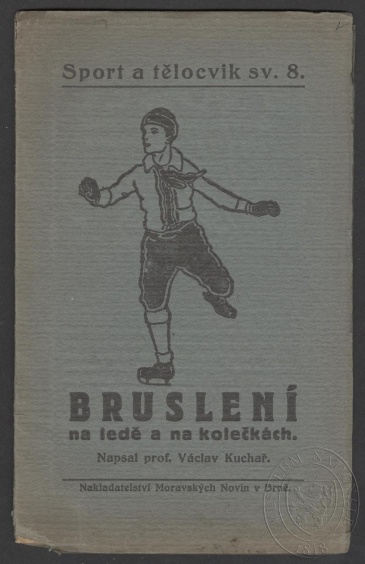 Sport a tělocvik sv. 8.
BRUSLENÍ
na ledě a na kolečkách.
Napsal prof. Václav Kuchař.
Nakladatelství Moravských Novin v Brně.